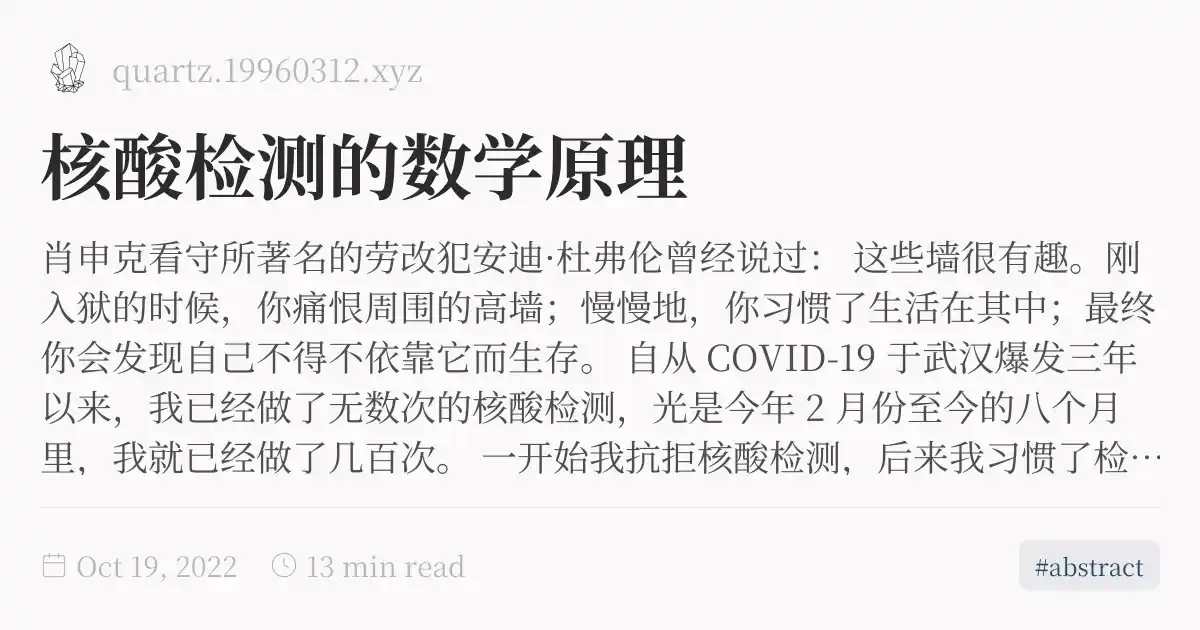 quartz.19960312.xyz
核酸检测的数学原理
肖申克看守所著名的劳改犯安迪·杜弗伦曾经说过： 这些墙很有趣。刚
入狱的时候，你痛恨周围的高墙；慢慢地，你习惯了生活在其中；最终
你会发现自己不得不依靠它而生存。 自从 COVID-19 于武汉爆发三年
以来，我已经做了无数次的核酸检测，光是今年 2 月份至今的八个月
里，我就已经做了几百次。 一开始我抗拒核酸检测，后来我习惯了检…
Oct 19, 2022 13 min read #abstract